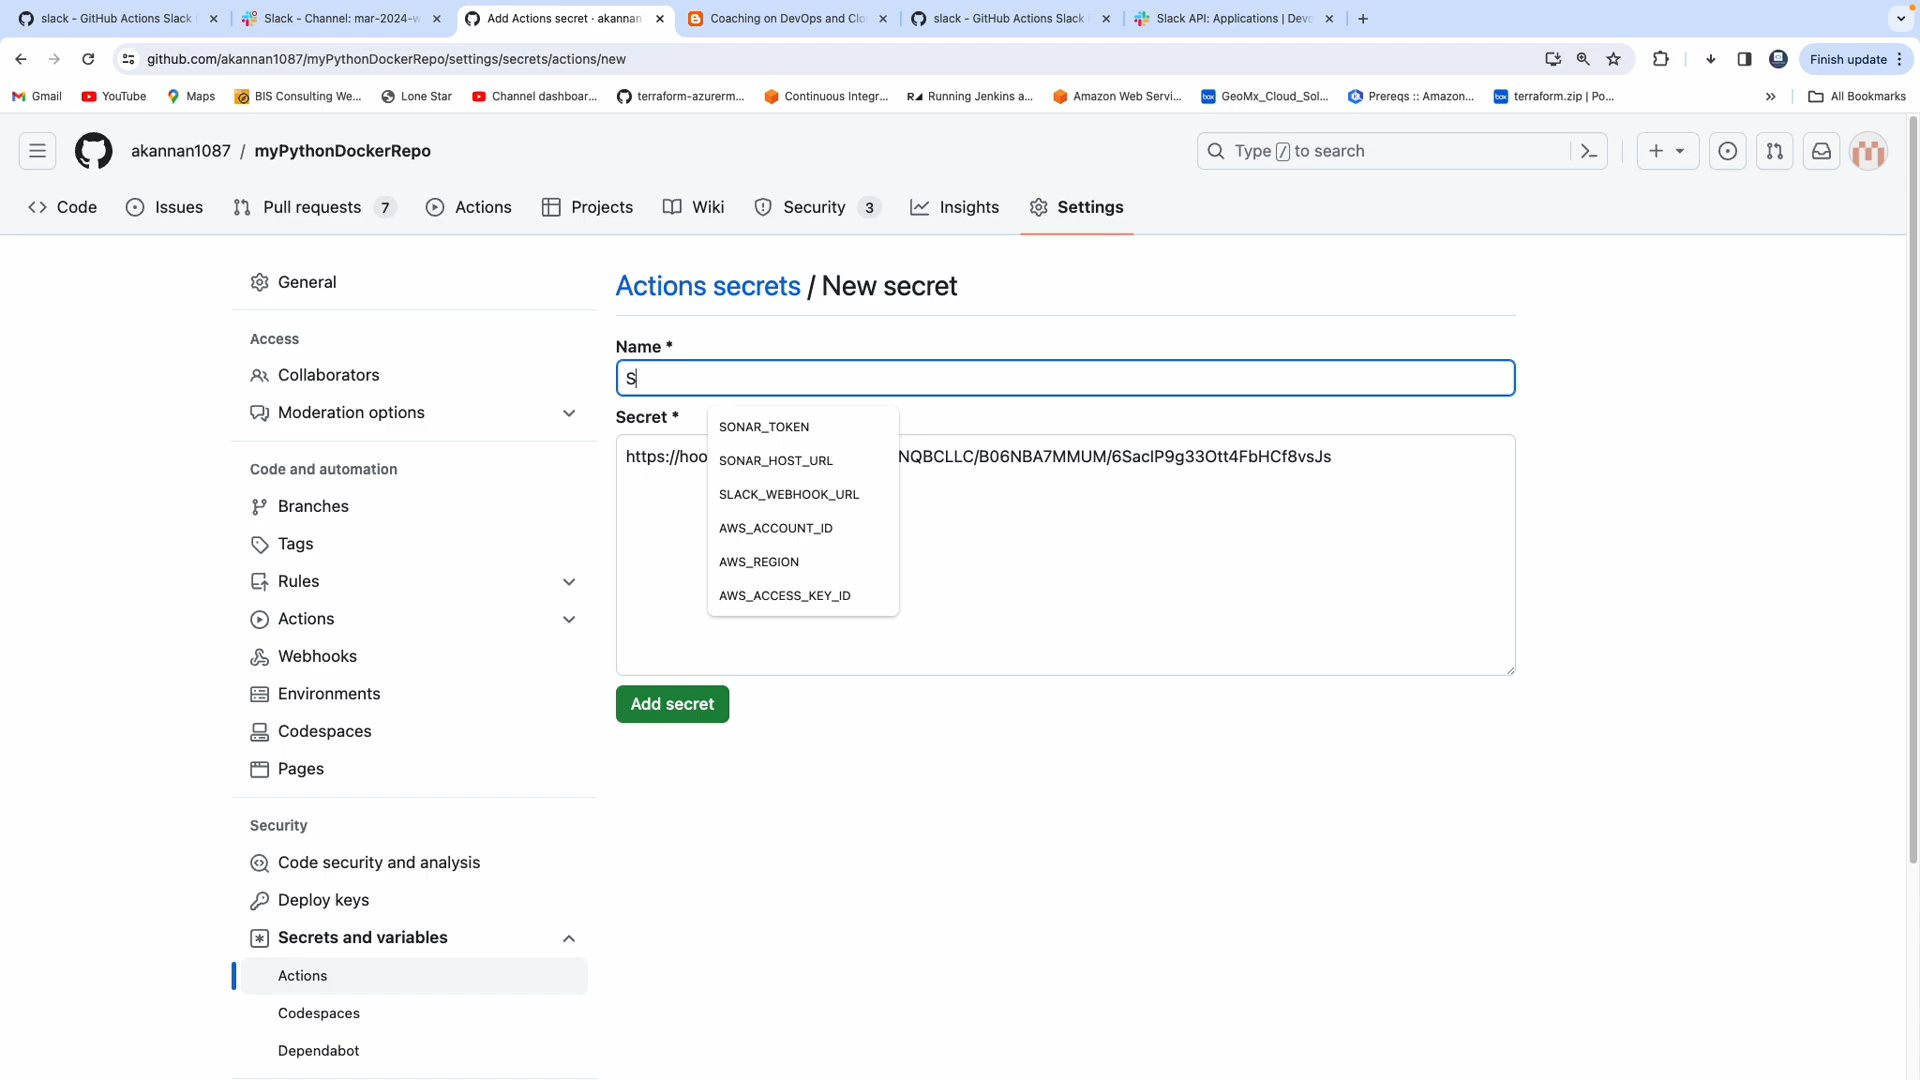 slack - GitHub Actions Slack
Slack - Channel: mar-2024-w
Add Actions secret · akannan
Coaching on DevOps and Clo
slack - GitHub Actions Slack
Slack API: Applications | Devo
github.com/akannan1087/myPythonDockerRepo/settings/secrets/actions/new
Finish update
Gmail
YouTube
Maps
BIS Consulting We...
Lone Star
Channel dashboar...
terraform-azurerm...
Continuous Integr...
Running Jenkins a...
Amazon Web Servi...
GeoMx_Cloud_Sol...
Prereqs :: Amazon...
terraform.zip | Po...
All Bookmarks
akannan1087 / myPythonDockerRepo
Type / to search
Code
Issues
Pull requests 7
Actions
Projects
Wiki
Security 3
Insights
Settings
General
Access
Collaborators
Moderation options
Code and automation
Branches
Tags
Rules
Actions
Webhooks
Environments
Codespaces
Pages
Security
Code security and analysis
Deploy keys
Secrets and variables
Actions
Codespaces
Dependabot
Actions secrets / New secret
Name *
S
Secret *
https://hoo NQBCLLC/B06NBA7MMUM/6SacIP9g33Ott4FbHCf8vsJs
SONAR_TOKEN
SONAR_HOST_URL
SLACK_WEBHOOK_URL
AWS_ACCOUNT_ID
AWS_REGION
AWS_ACCESS_KEY_ID
Add secret